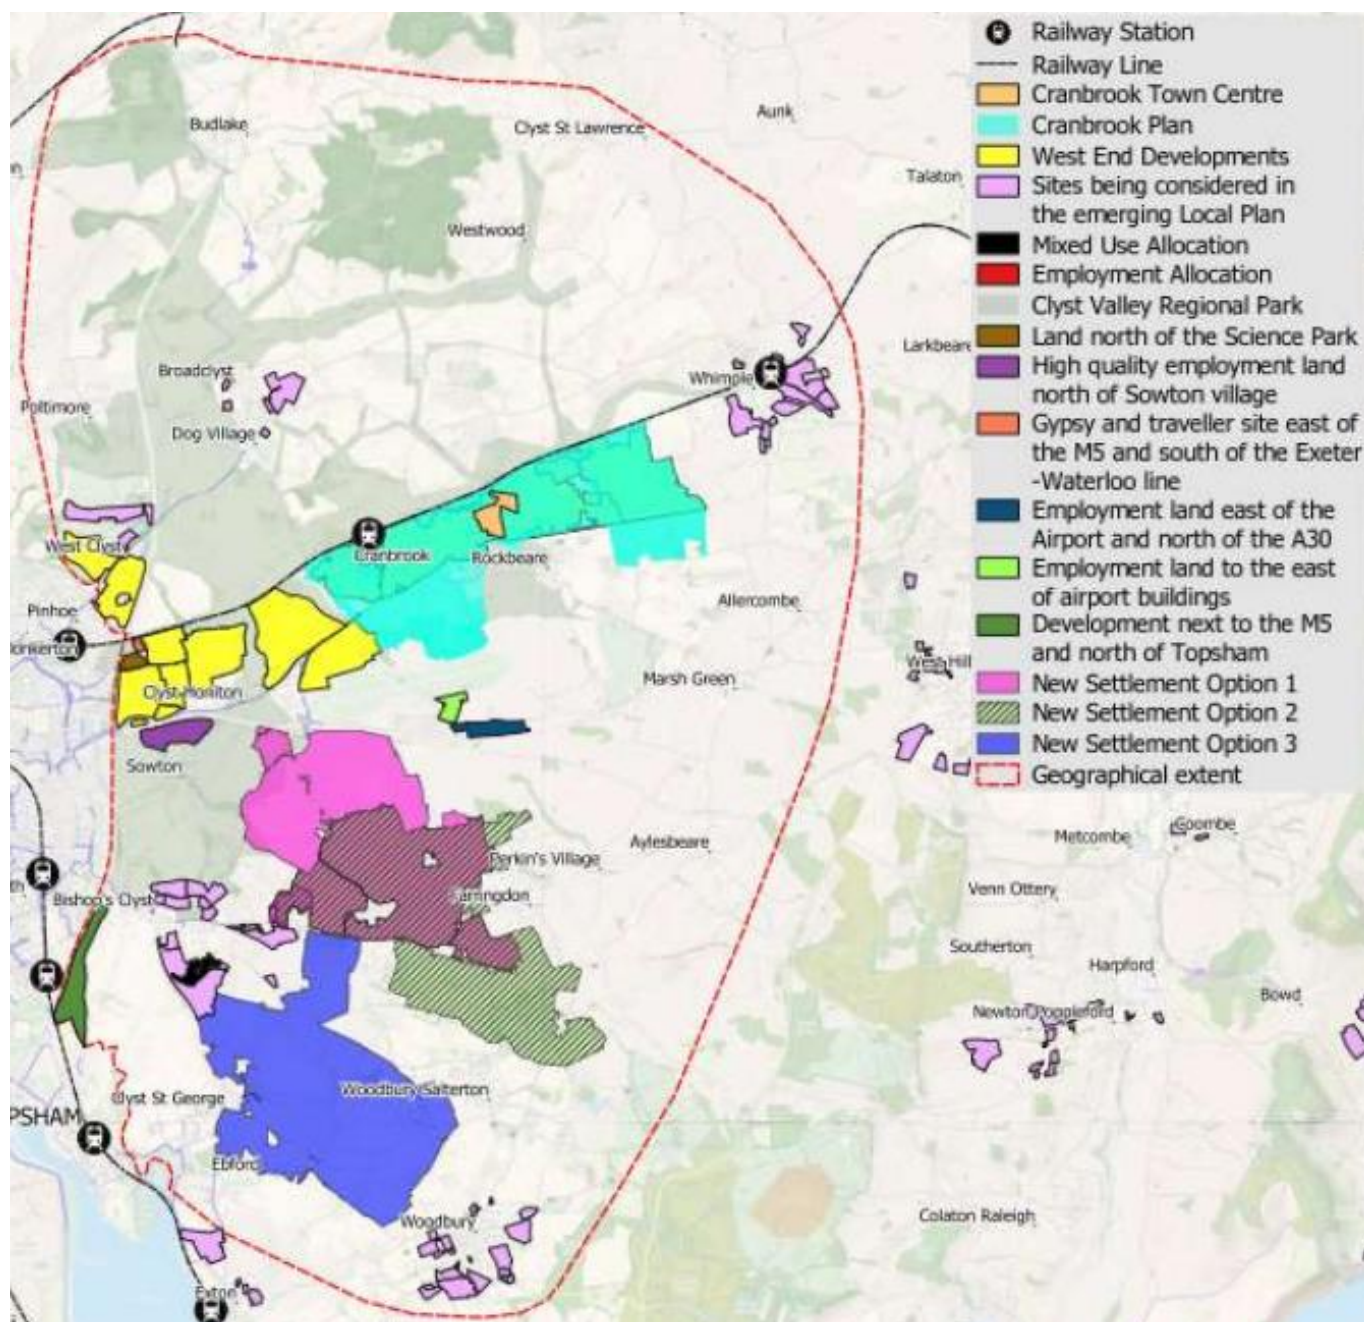 Railway Station
Railway Line
Cranbrook Town Centre
Cranbrook Plan
West End Developments
Sites being considered in
the emerging Local Plan
Mixed Use Allocation
Employment Allocation
Clyst Valley Regional Park
Land north of the Science Park
High quality employment land
north of Sowton village
Gypsy and traveller site east of
the M5 and south of the Exeter
-Waterloo line
Employment land east of the
Airport and north of the A30
Employment land to the east
of airport buildings
Development next to the M5
and north of Topsham
New Settlement Option 1
New Settlement Option 2
New Settlement Option 3
Geographical extent
Budlake
Clyst St Lawrence
Aunk
Talaton
Westwood
Larkbeare
Broadclyst
Whimple
Poltimore
Dog Village
West Clyst
Cranbrook
Rockbeare
Pinhoe
Allercombe
Clyst Honiton
West Hill
Marsh Green
Sowton
Metcombe
Coombe
Aylesbeare
Perkin's Village
Farringdon
Venn Ottery
Bishop's Clyst
Southerton
Harpford
Bowd
Newton Poppleford
Woodbury Salterton
Clyst St George
PSHAM
Ebford
Woodbury
Colaton Raleigh
Exton